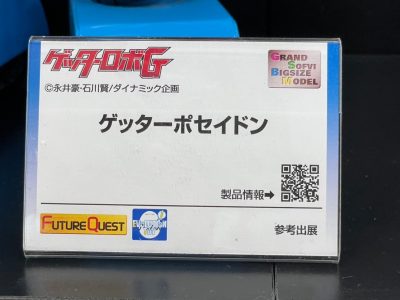 ゲッターロボG
GRAND
SOFVI
BIGSIZE
MODEL
©永井豪・石川賢/ダイナミック企画
ゲッターポセイドン
製品情報➡
FUTURE QUEST
EVOLUTION
TOY
参考出展